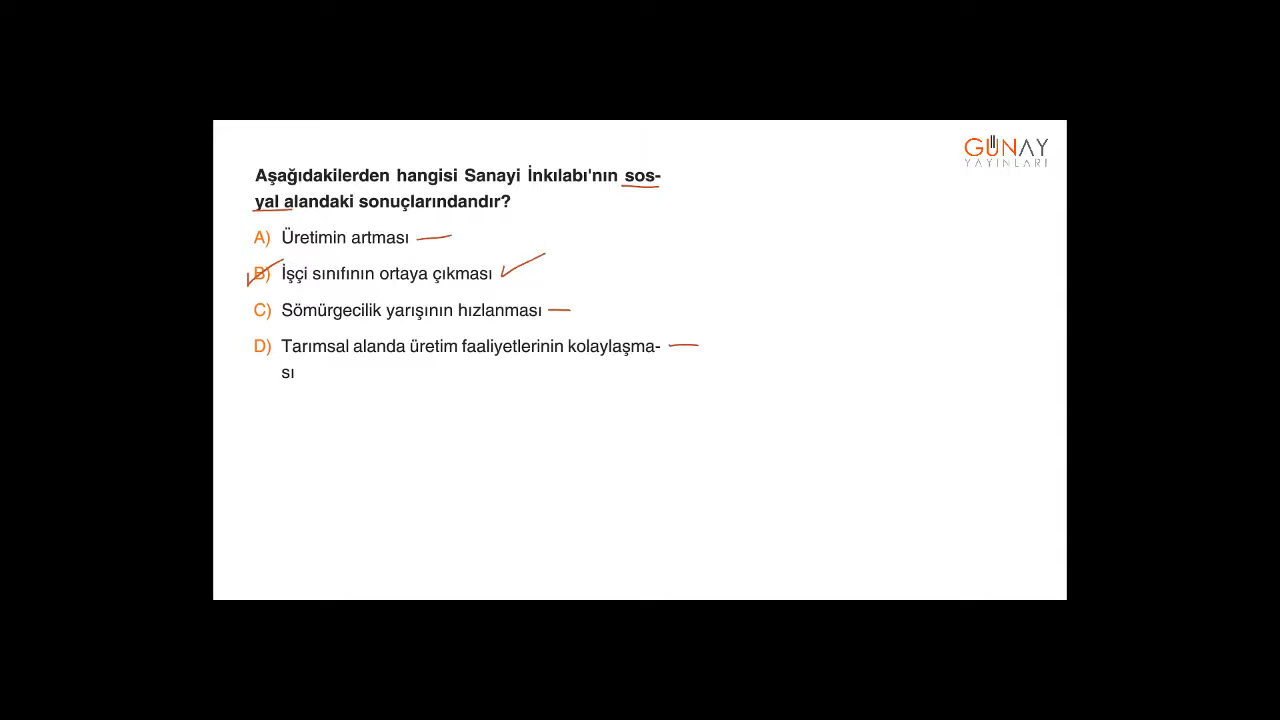 GÜNAY
YAYINLARI
Aşağıdakilerden hangisi Sanayi İnkılabı'nın sos-
yal alandaki sonuçlarındandır?
A) Üretimin artması
B) İşçi sınıfının ortaya çıkması
C) Sömürgecilik yarışının hızlanması
D) Tarımsal alanda üretim faaliyetlerinin kolaylaşma-
sı